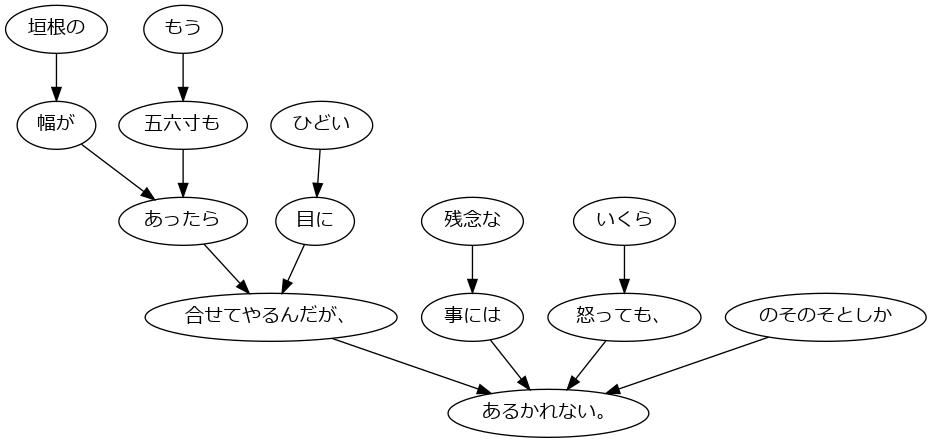 垣根の
もう
幅が
五六寸も
ひどい
あったら
目に
残念な
いくら
合せてやるんだが、
事には
怒っても、
のそのそとしか
あるかれない。